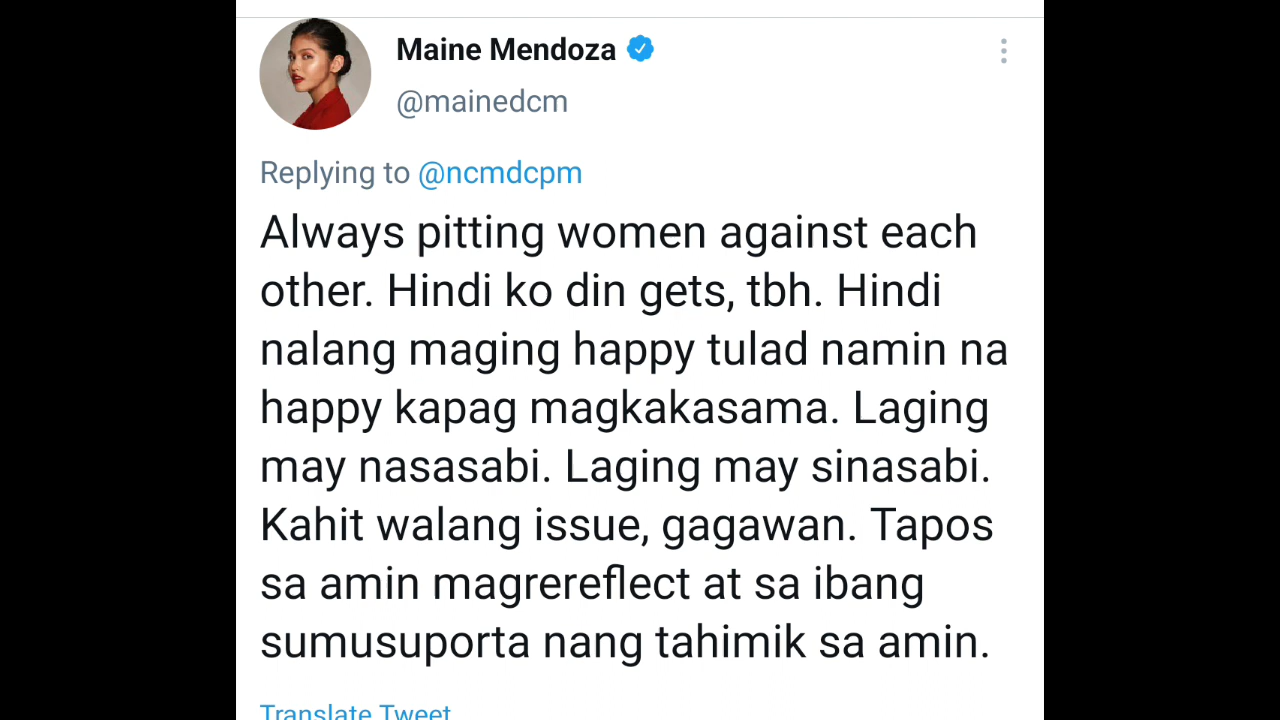 Maine Mendoza
@mainedcm
Replying to @ncmdcpm
Always pitting women against each
other. Hindi ko din gets, tbh. Hindi
nalang maging happy tulad namin na
happy kapag magkakasama. Laging
may nasasabi. Laging may sinasabi.
Kahit walang issue, gagawan. Tapos
sa amin magrereflect at sa ibang
sumusuporta nang tahimik sa amin.
Translate Tweet